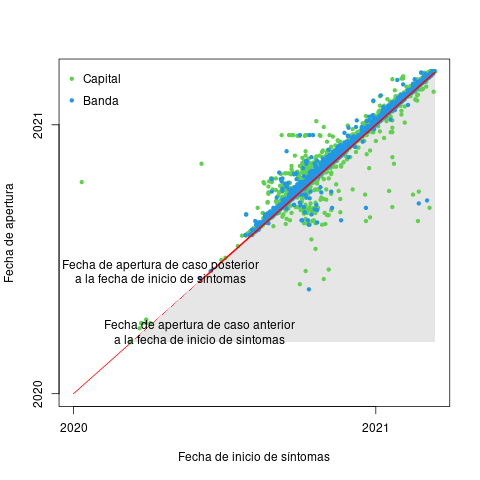 Capital
Banda
2021
Fecha de apertura
Fecha de apertura de caso posterior
a la fecha de inicio de síntomas
Fecha de apertura de caso anterior
a la fecha de inicio de sintomas
2020
2020
2021
Fecha de inicio de síntomas